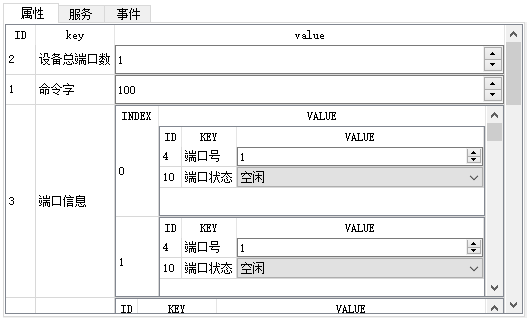 属性 服务 事件
ID key value
2 设备总端口数 1
1 命令字 100
3 端口信息
INDEX VALUE
0
ID KEY VALUE
4 端口号 1
10 端口状态 空闲
1
ID KEY VALUE
4 端口号 1
10 端口状态 空闲
ID KEY VALUE